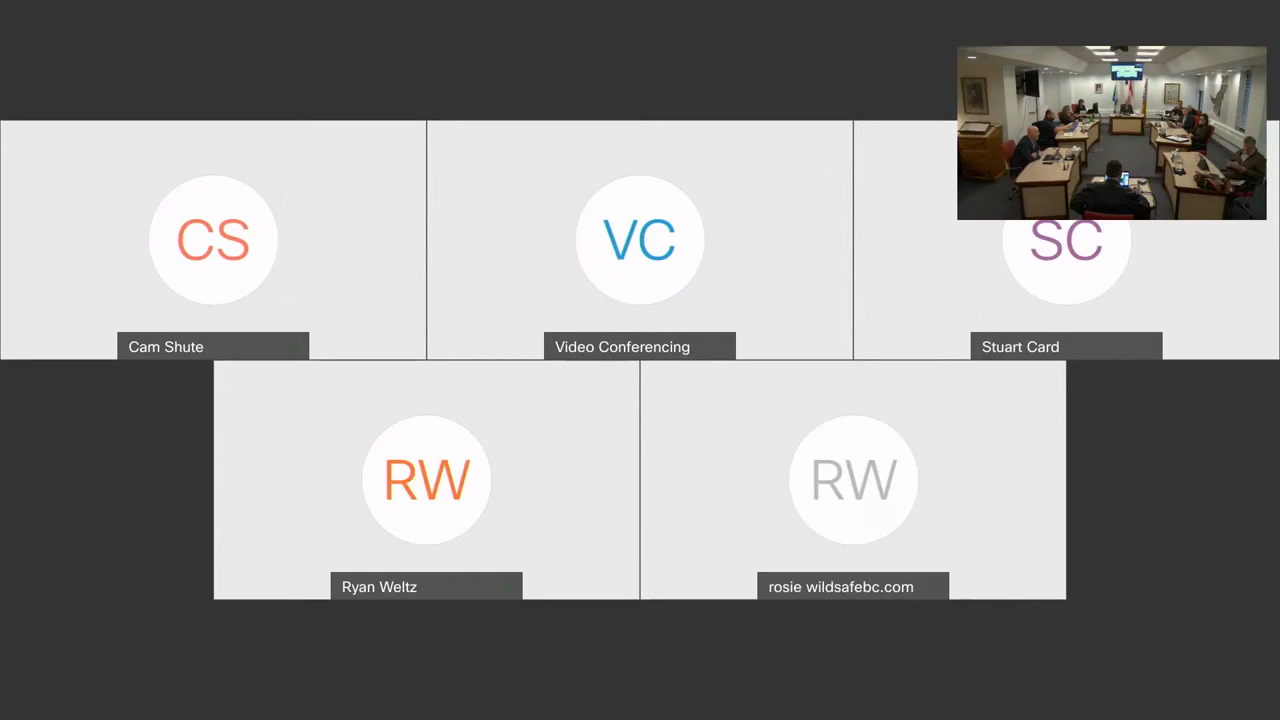 CS
VC
SC
Cam Shute
Video Conferencing
Stuart Card
RW
RW
Ryan Weltz
rosie wildsafebc.com